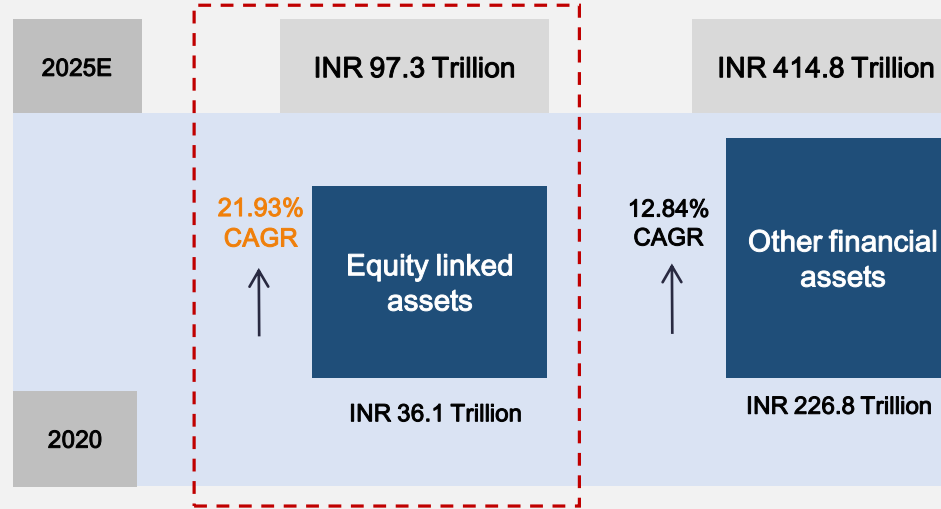 2025E
INR 97.3 Trillion
INR 414.8 Trillion
21.93%
CAGR
Equity linked
assets
12.84%
CAGR
Other financial
assets
INR 36.1 Trillion
INR 226.8 Trillion
2020